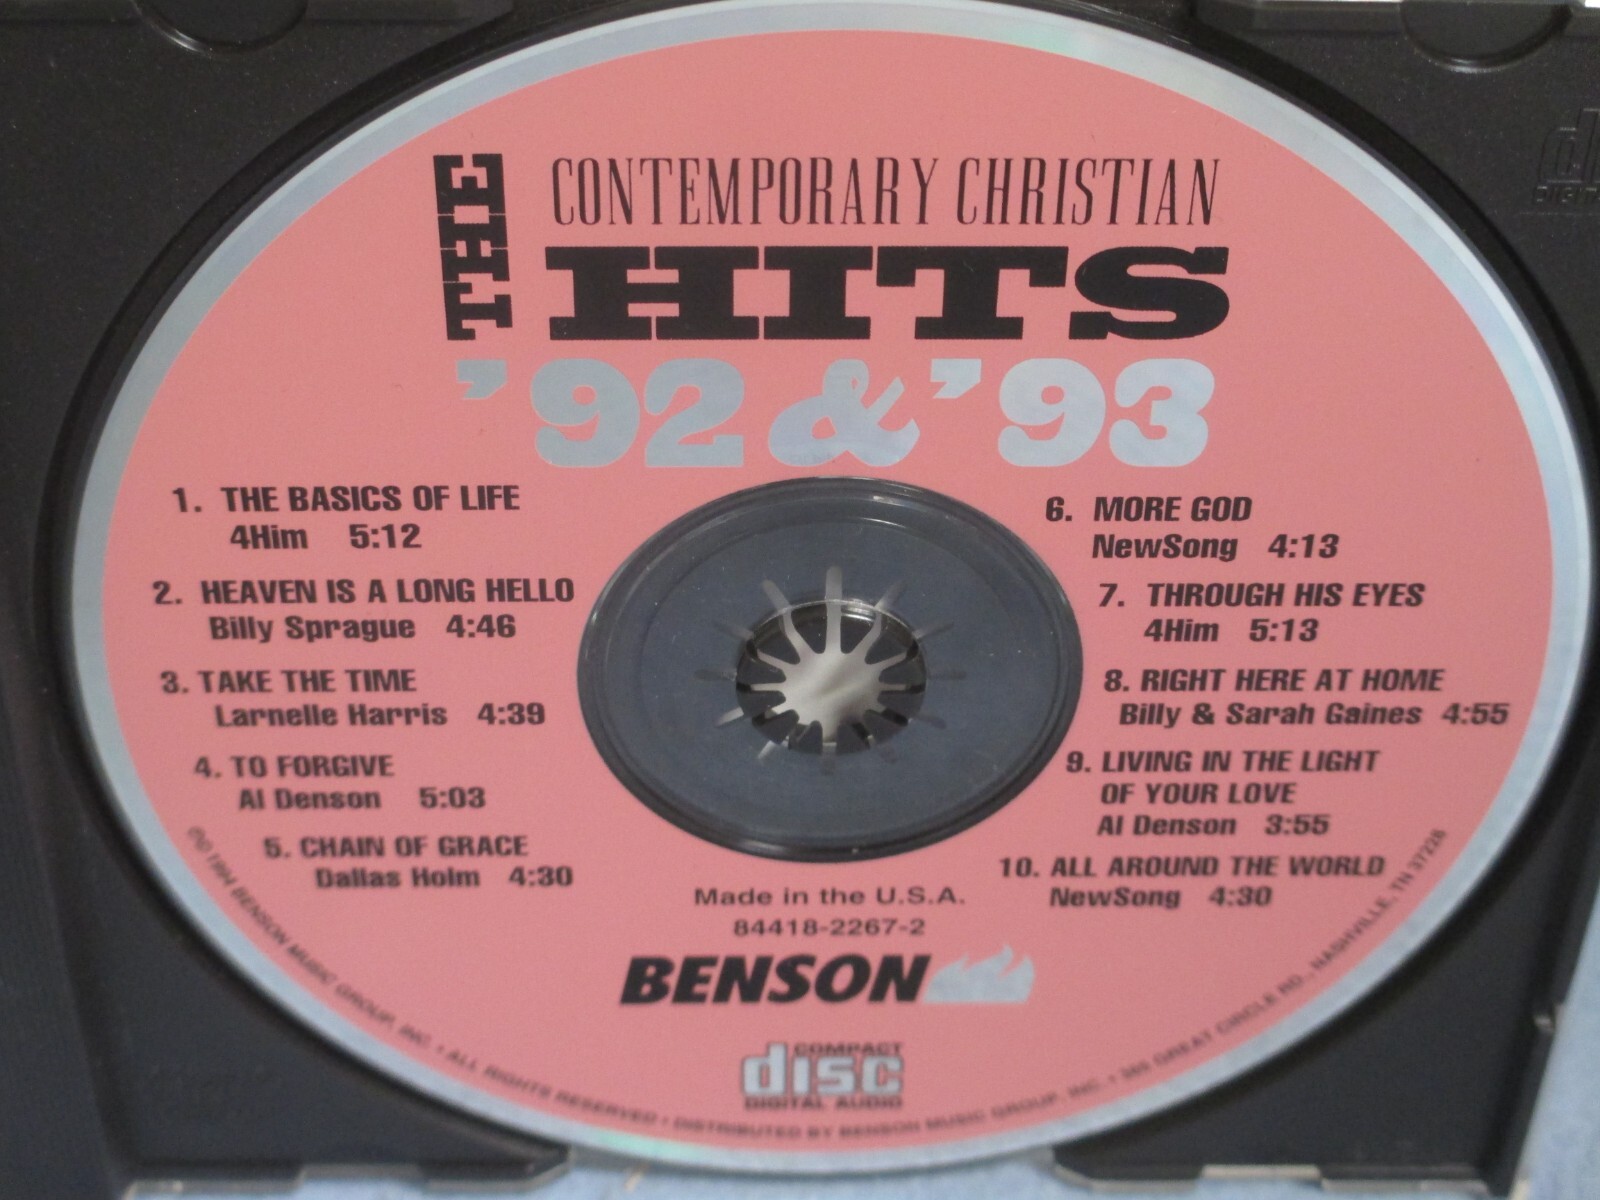 THE
CONTEMPORARY CHRISTIAN
HITS
'92 & '93
1. THE BASICS OF LIFE
4Him 5:12
2. HEAVEN IS A LONG HELLO
Billy Sprague 4:46
3. TAKE THE TIME
Larnelle Harris 4:39
4. TO FORGIVE
Al Denson 5:03
5. CHAIN OF GRACE
Dallas Holm 4:30
6. MORE GOD
NewSong 4:13
7. THROUGH HIS EYES
4Him 5:13
8. RIGHT HERE AT HOME
Billy & Sarah Gaines 4:55
9. LIVING IN THE LIGHT
OF YOUR LOVE
Al Denson 3:55
10. ALL AROUND THE WORLD
NewSong 4:30
Made in the U.S.A.
84418-2267-2
BENSON
COMPACT
disc
DIGITAL AUDIO
℗© 1994 BENSON MUSIC GROUP, INC. • ALL RIGHTS RESERVED • DISTRIBUTED BY BENSON MUSIC GROUP, INC. • 365 GREAT CIRCLE RD., NASHVILLE, TN 37228